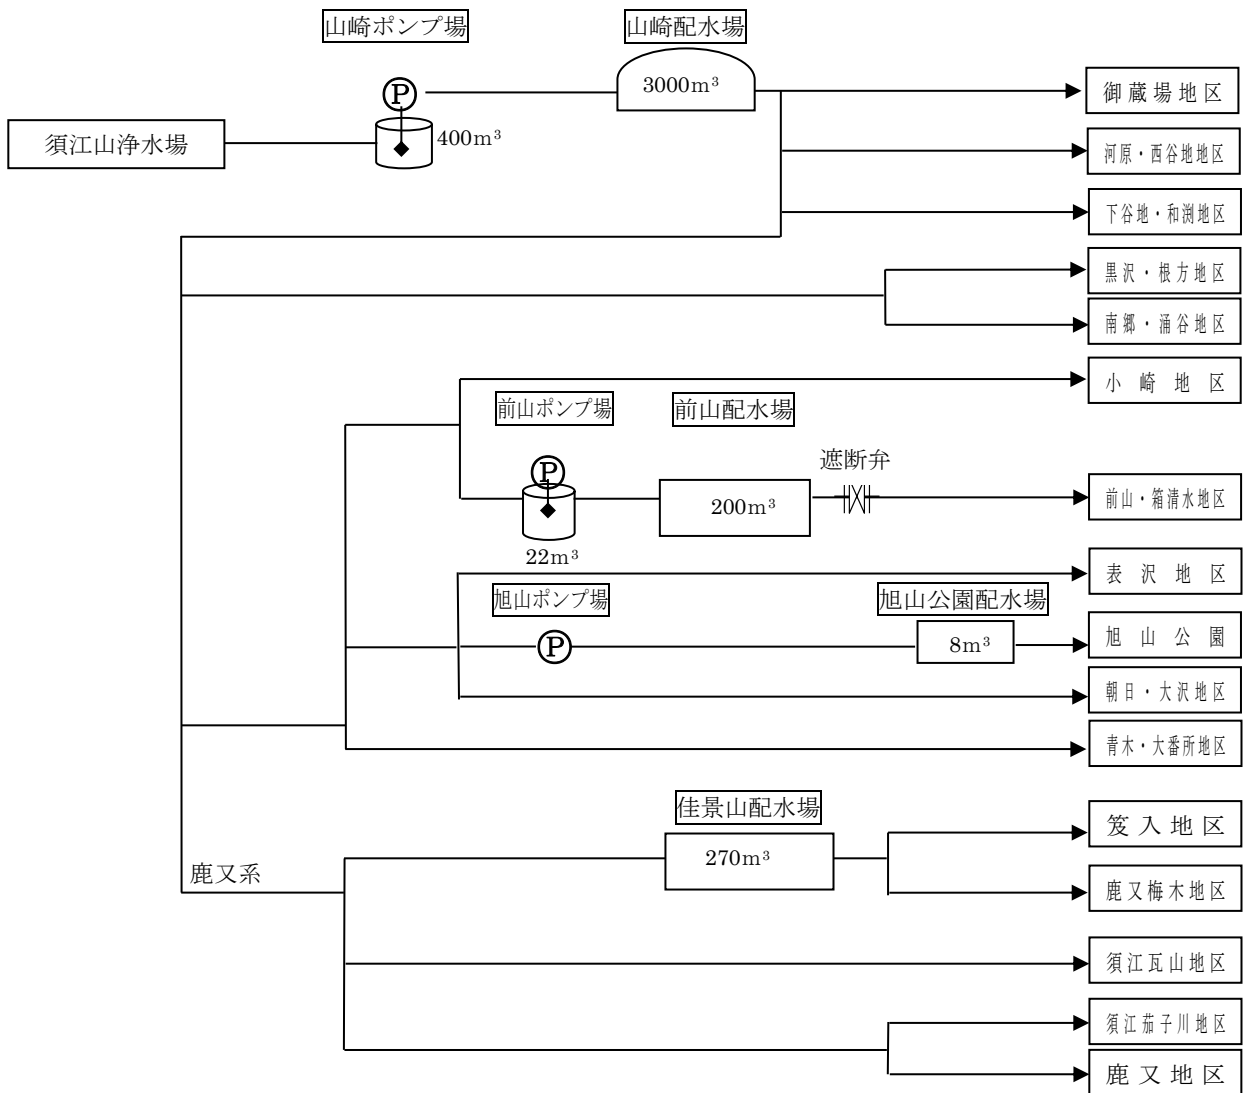 山崎ポンプ場
山崎配水場
P
3000m³
御蔵場地区
須江山浄水場
400m³
河原・西谷地地区
下谷地・和渕地区
黒沢・根方地区
南郷・涌谷地区
小崎地区
前山ポンプ場
前山配水場
遮断弁
P
200m³
前山・箱清水地区
22m³
表沢地区
旭山ポンプ場
旭山公園配水場
P
8m³
旭山公園
朝日・大沢地区
青木・大番所地区
佳景山配水場
270m³
笈入地区
鹿又系
鹿又梅木地区
須江瓦山地区
須江茄子川地区
鹿又地区